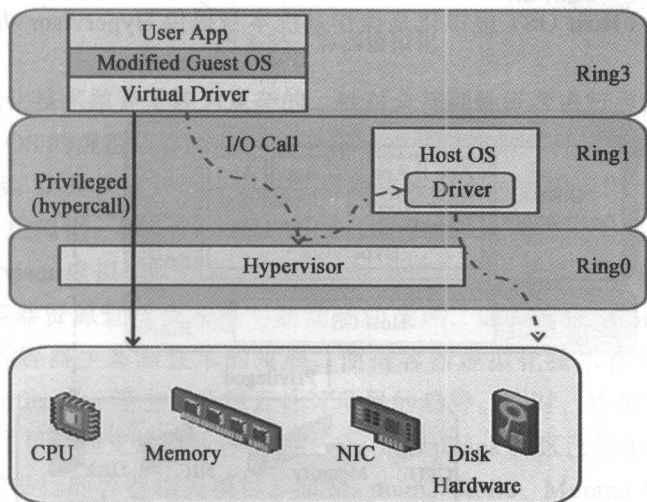 User App
Modified Guest OS
Virtual Driver
Ring3
I/O Call
Host OS
Driver
Ring1
Privileged
(hypercall)
Hypervisor
Ring0
CPU
Memory
NIC
Disk
Hardware